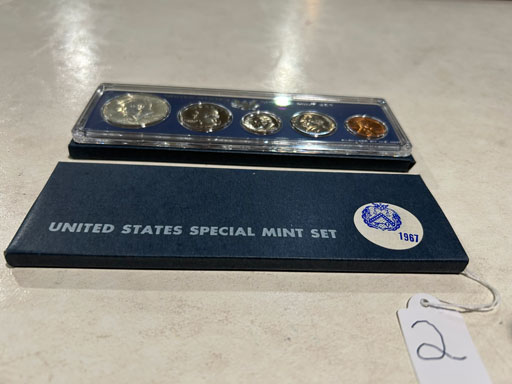 UNITED STATES SPECIAL MINT SET
1967
2